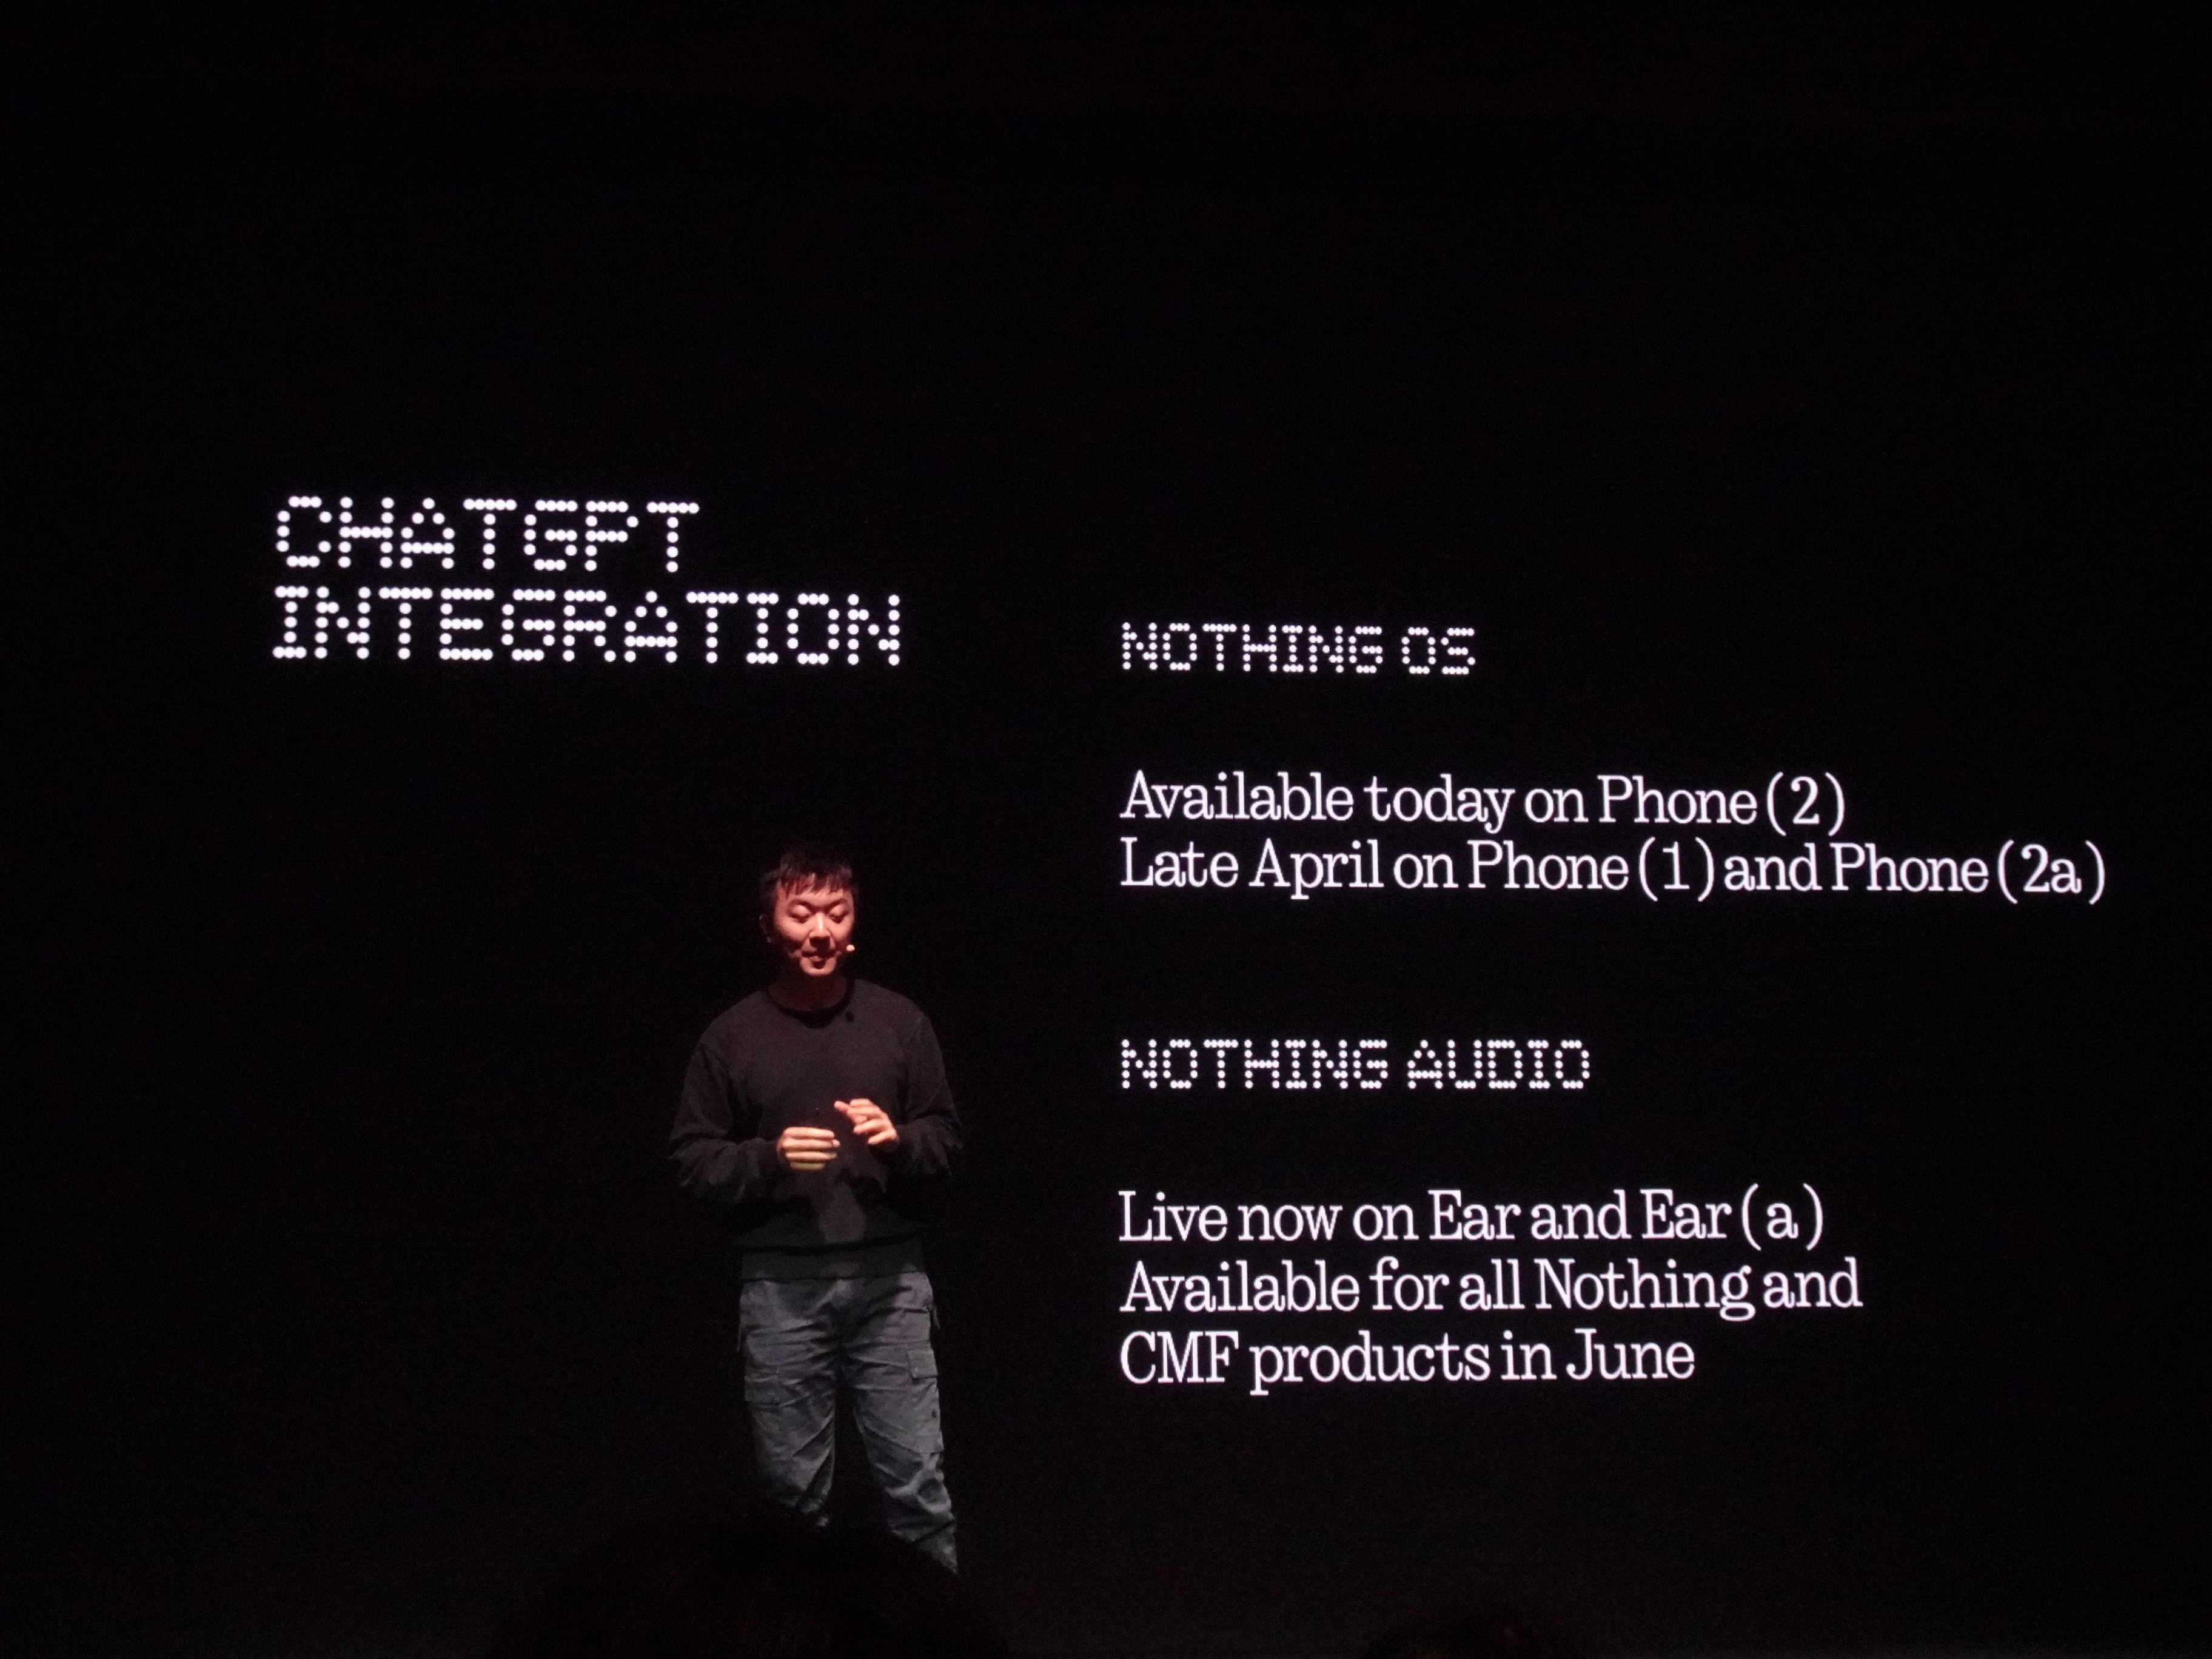 CHATGPT
INTEGRATION
NOTHING OS
Available today on Phone (2)
Late April on Phone (1) and Phone (2a)
NOTHING AUDIO
Live now on Ear and Ear (a)
Available for all Nothing and
CMF products in June